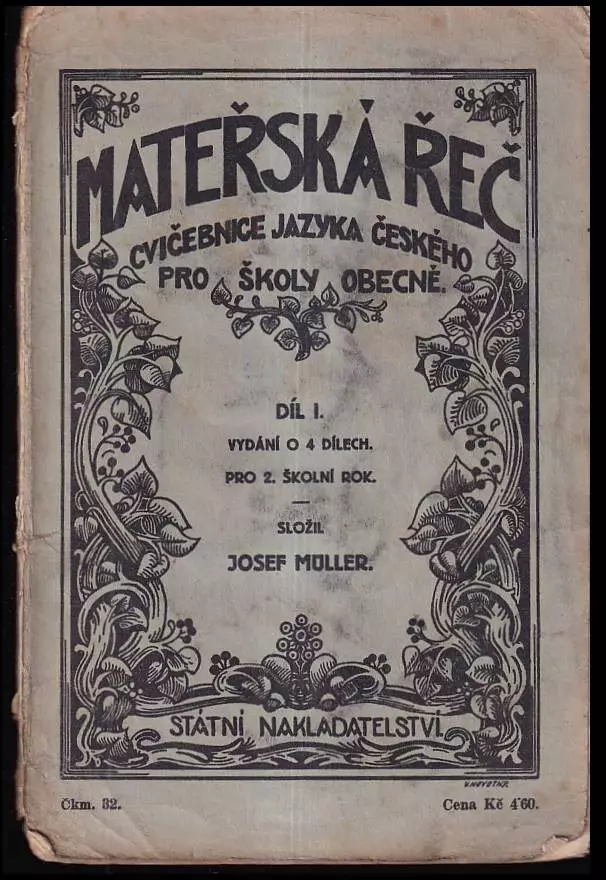 MATEŘSKÁ ŘEČ
CVIČEBNICE JAZYKA ČESKÉHO
PRO ŠKOLY OBECNÉ.
DÍL I.
VYDÁNÍ O 4 DÍLECH.
PRO 2. ŠKOLNÍ ROK.
—
SLOŽIL
JOSEF MÜLLER.
STÁTNÍ NAKLADATELSTVÍ.
V. NOVOTNÝ.
Čkm. 32.
Cena Kč 4·60.